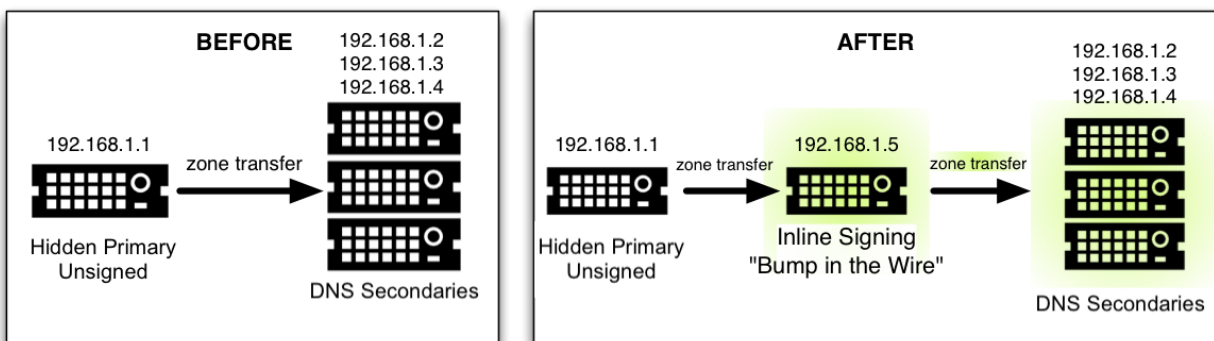 BEFORE
192.168.1.2
192.168.1.3
192.168.1.4
192.168.1.1
zone transfer
Hidden Primary
Unsigned
DNS Secondaries
AFTER
192.168.1.2
192.168.1.3
192.168.1.4
192.168.1.1
zone transfer
192.168.1.5
zone transfer
Hidden Primary
Unsigned
Inline Signing
"Bump in the Wire"
DNS Secondaries